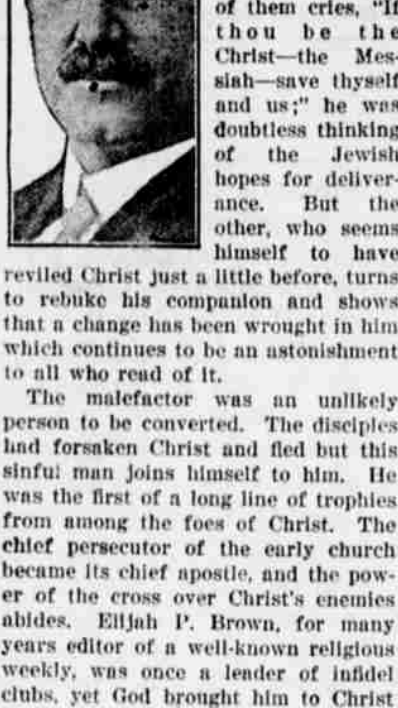 of them cries, "If
thou be the
Christ—the Mes-
siah—save thyself
and us;" he was
doubtless thinking
of the Jewish
hopes for deliver-
ance. But the
other, who seems
himself to have
reviled Christ just a little before, turns
to rebuke his companion and shows
that a change has been wrought in him
which continues to be an astonishment
to all who read of it.
The malefactor was an unlikely
person to be converted. The disciples
had forsaken Christ and fled but this
sinful man joins himself to him. He
was the first of a long line of trophies
from among the foes of Christ. The
chief persecutor of the early church
became its chief apostle, and the pow-
er of the cross over Christ's enemies
abides. Elijah P. Brown, for many
years editor of a well-known religious
weekly, was once a leader of infidel
clubs, yet God brought him to Christ